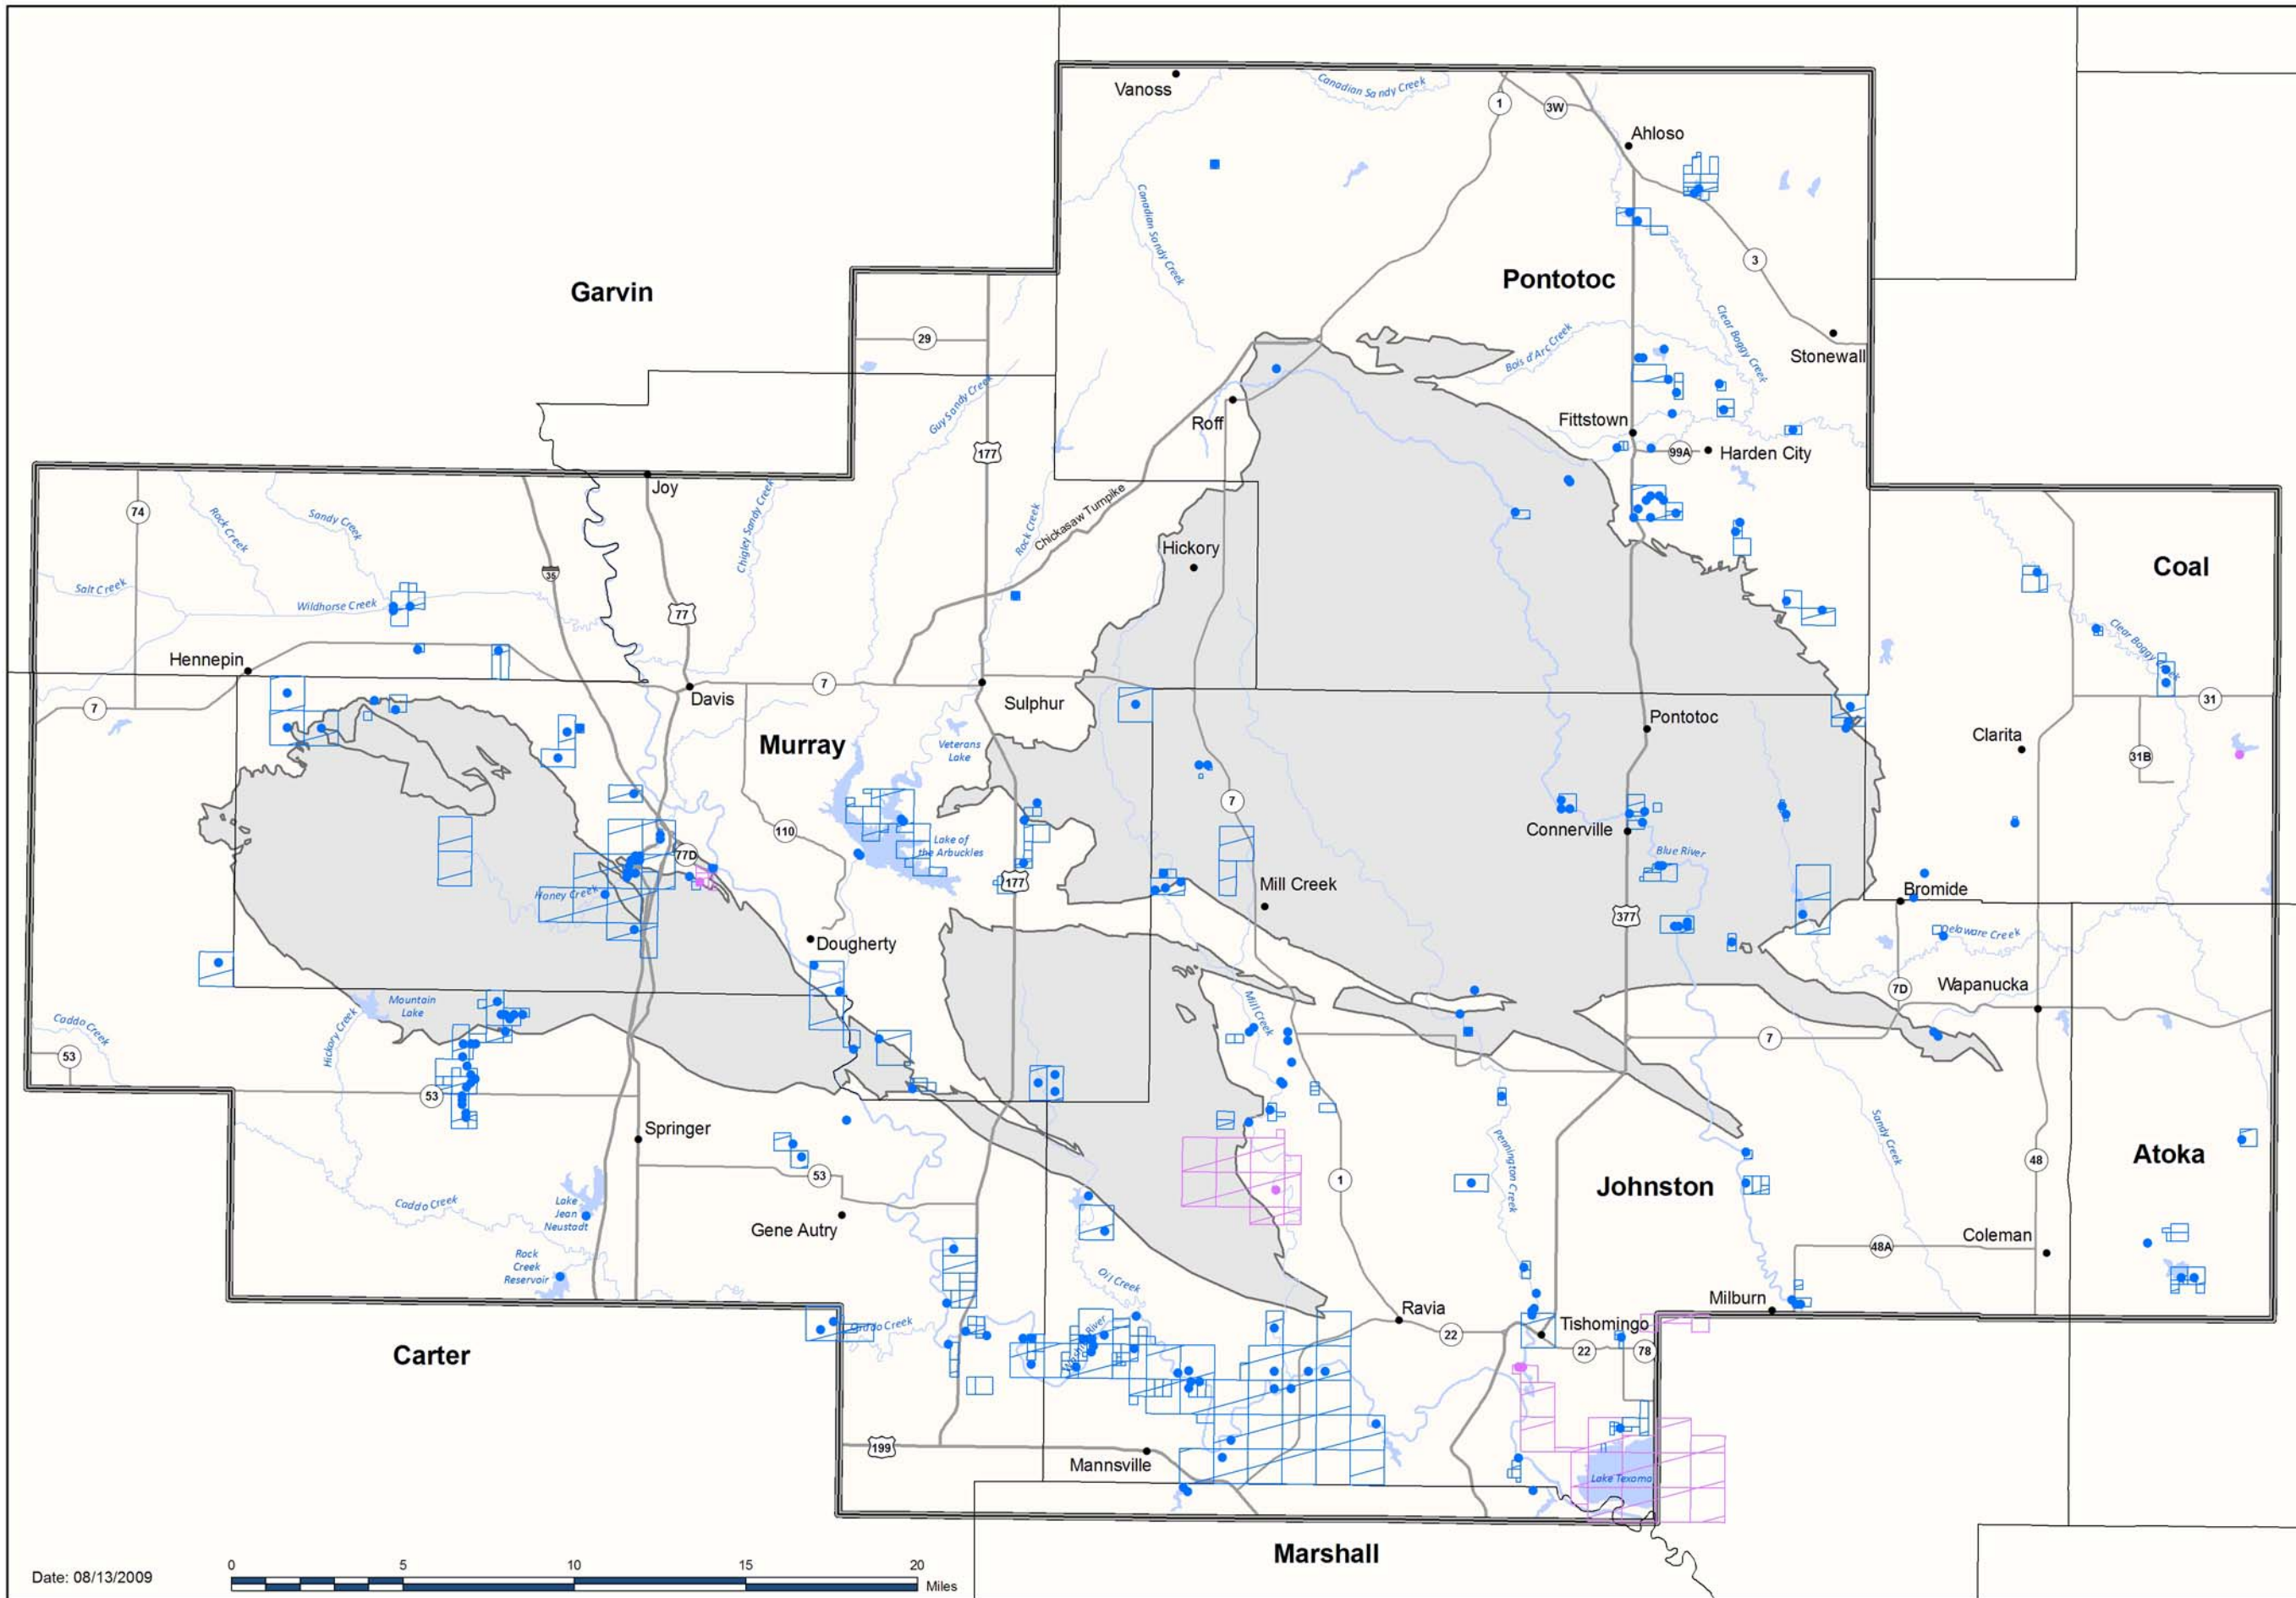 Vanoss
Canadian Sandy Creek
1
3W
Ahloso
Canadian Sandy Creek
Garvin
Pontotoc
3
29
Clear Boggy Creek
Bois d'Arc Creek
Stonewall
Guy Sandy Creek
Roff
Fittstown
99A
Harden City
177
Joy
Chickasaw Turnpike
74
Rock Creek
Sandy Creek
Chigley Sandy Creek
Rock Creek
Hickory
Coal
35
Salt Creek
Wildhorse Creek
77
Clear Boggy Creek
Hennepin
7
Davis
7
Sulphur
31
Pontotoc
Murray
Veterans
Lake
Clarita
31B
110
7
Connerville
Lake of
the Arbuckies
77D
Blue River
177
Mill Creek
Bromide
Honey Creek
377
Dougherty
Delaware Creek
7D
Wapanucka
Mountain
Lake
Mill Creek
Caddo Creek
Hickory Creek
53
7
53
Springer
Sandy Creek
Pennington Creek
53
1
48
Atoka
Johnston
Caddo Creek
Lake
Jean
Neustadt
Gene Autry
Coleman
48A
Rock
Creek
Reservoir
Oil Creek
Milburn
Ravia
Caddo Creek
Washita River
22
Tishomingo
22
78
Carter
199
Mannsville
Lake Texoma
Marshall
Date: 08/13/2009
0 5 10 15 20
Miles